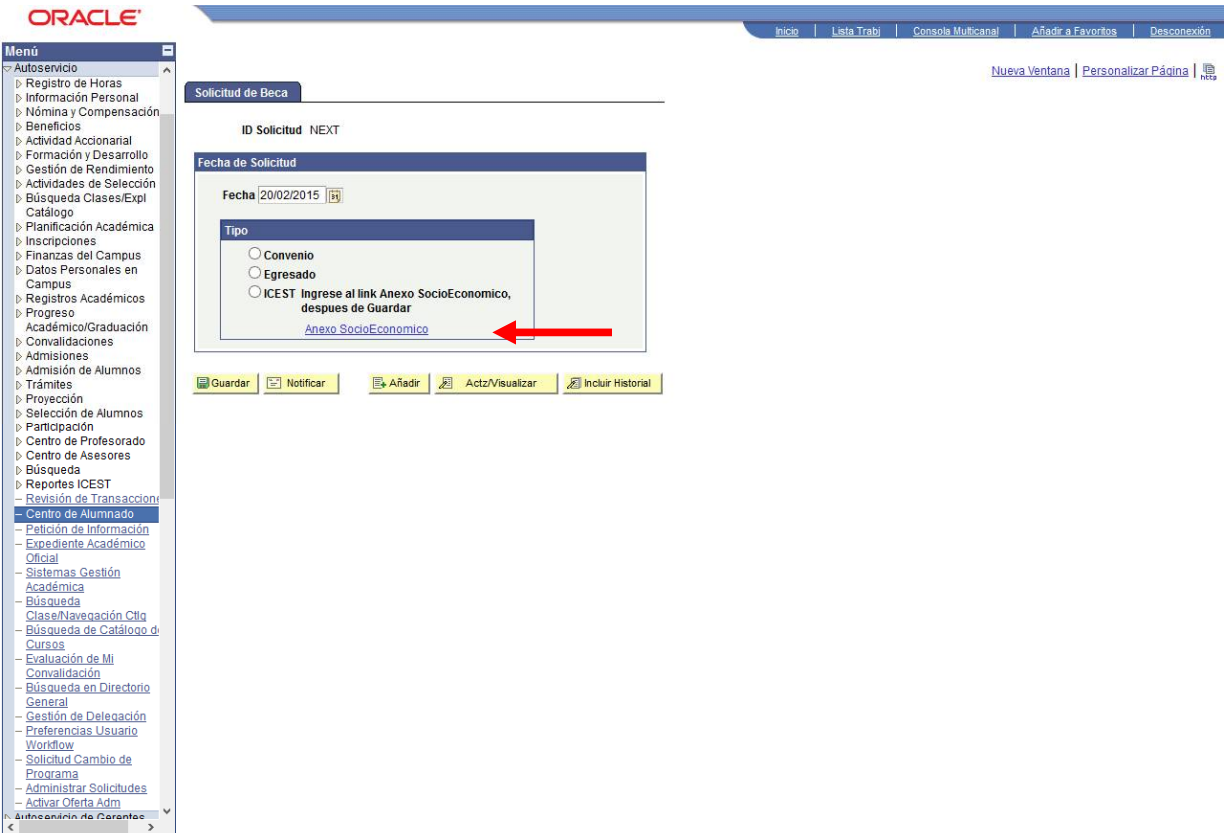 ORACLE'
Inicio | Lista Trabj | Consola Multicanal | Añadir a Favoritos | Desconexión
Menú
Nueva Ventana | Personalizar Página | http
Autoservicio
Registro de Horas
Información Personal
Nómina y Compensación
Beneficios
Actividad Accionarial
Formación y Desarrollo
Gestión de Rendimiento
Actividades de Selección
Búsqueda Clases/Expl
Catálogo
Planificación Académica
Inscripciones
Finanzas del Campus
Datos Personales en
Campus
Registros Académicos
Progreso
Académico/Graduación
Convalidaciones
Admisiones
Admisión de Alumnos
Trámites
Proyección
Selección de Alumnos
Participación
Centro de Profesorado
Centro de Asesores
Búsqueda
Reportes ICEST
Revisión de Transaccione
Centro de Alumnado
Petición de Información
Expediente Académico
Oficial
Sistemas Gestión
Académica
Búsqueda
Clase/Navegación Ctlg
Búsqueda de Catálogo de
Cursos
Evaluación de Mi
Convalidación
Búsqueda en Directorio
General
Gestión de Delegación
Preferencias Usuario
Workflow
Solicitud Cambio de
Programa
Administrar Solicitudes
Activar Oferta Adm
Autoservicio de Gerentes
Solicitud de Beca
ID Solicitud NEXT
Fecha de Solicitud
Fecha 20/02/2015 31
Tipo
Convenio
Egresado
ICEST Ingrese al link Anexo SocioEconomico,
despues de Guardar
Anexo SocioEconomico
Guardar Notificar Añadir Actz/Visualizar Incluir Historial